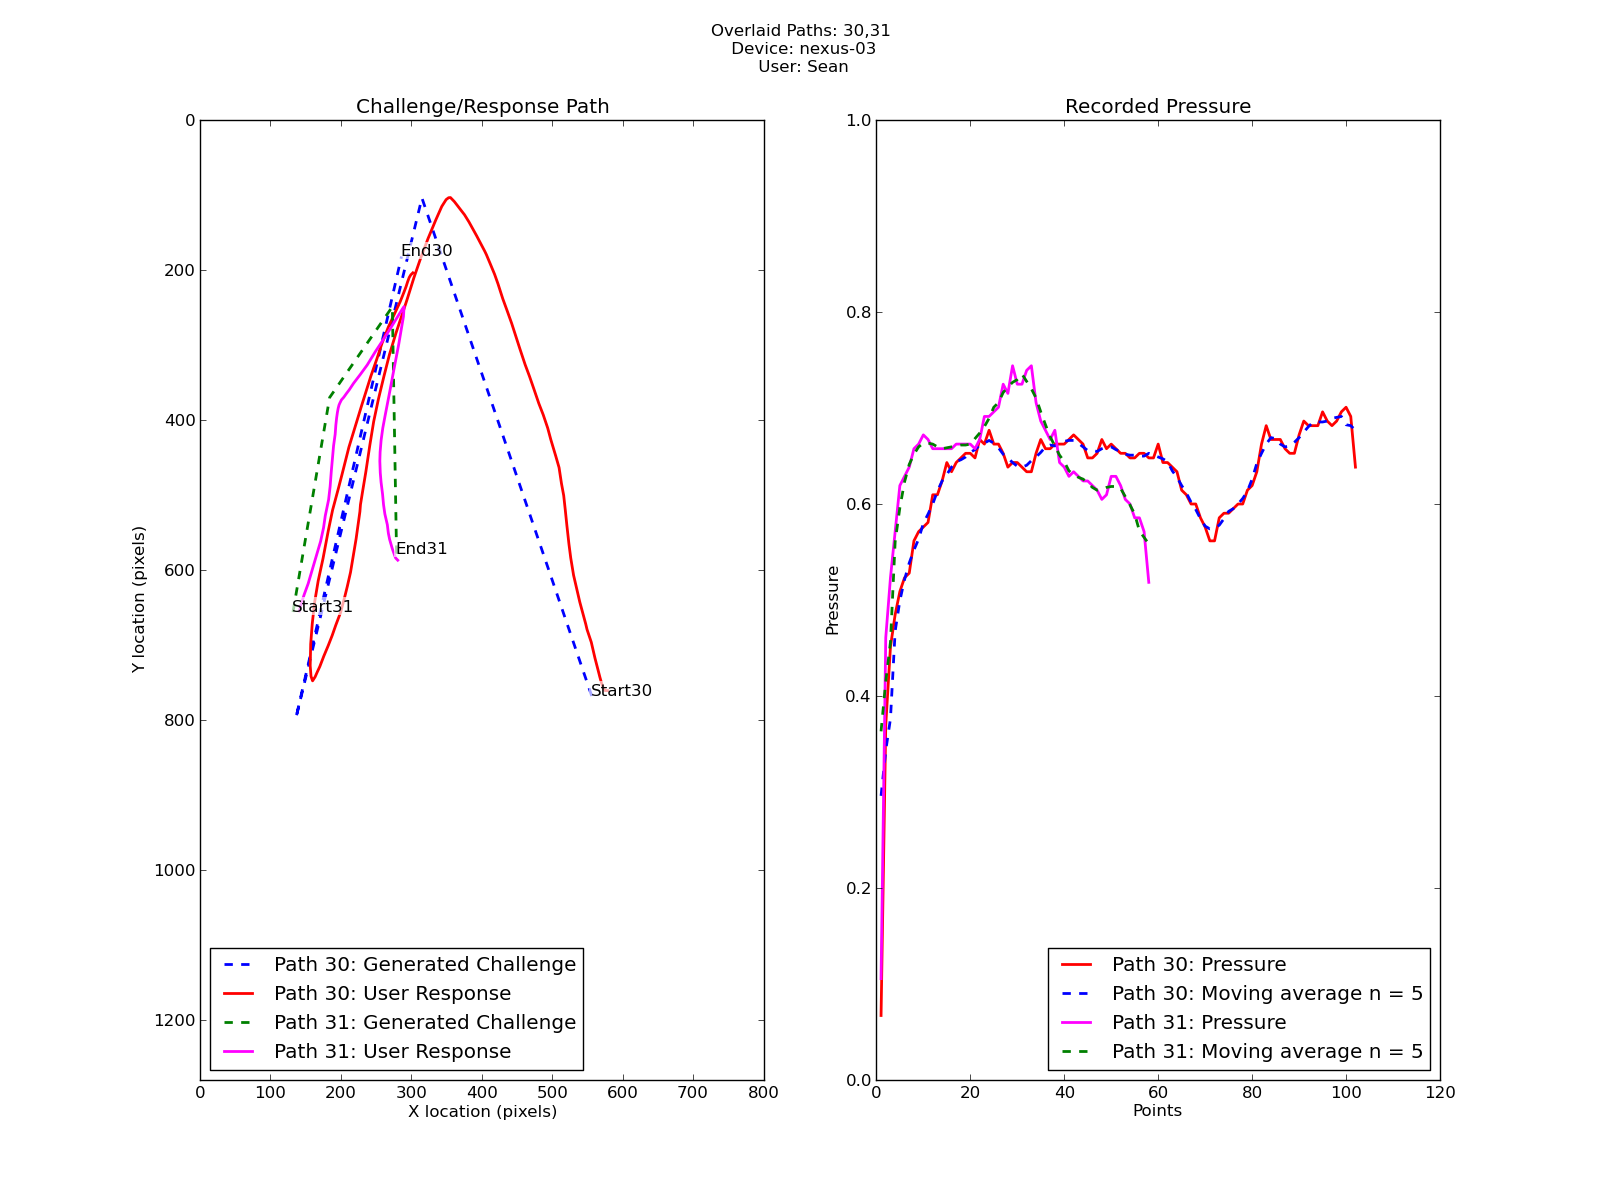 Overlaid Paths: 30,31
Device: nexus-03
User: Sean
Challenge/Response Path
0
200
400
600
800
1000
1200
Y location (pixels)
End30
End31
Start31
Start30
Path 30: Generated Challenge
Path 30: User Response
Path 31: Generated Challenge
Path 31: User Response
0 100 200 300 400 500 600 700 800
X location (pixels)
Recorded Pressure
1.0
0.8
0.6
0.4
0.2
0.0
Pressure
Path 30: Pressure
Path 30: Moving average n = 5
Path 31: Pressure
Path 31: Moving average n = 5
0 20 40 60 80 100 120
Points